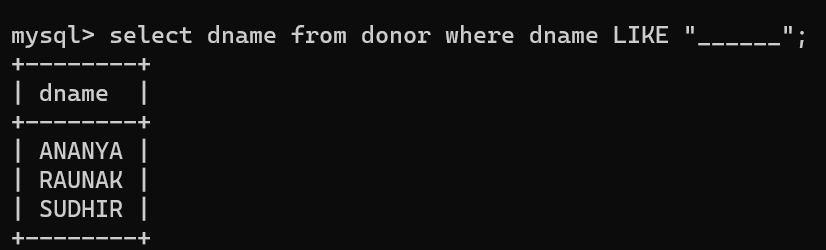 mysql> select dname from donor where dname LIKE "______";
+--------+
| dname  |
+--------+
| ANANYA |
| RAUNAK |
| SUDHIR |
+--------+